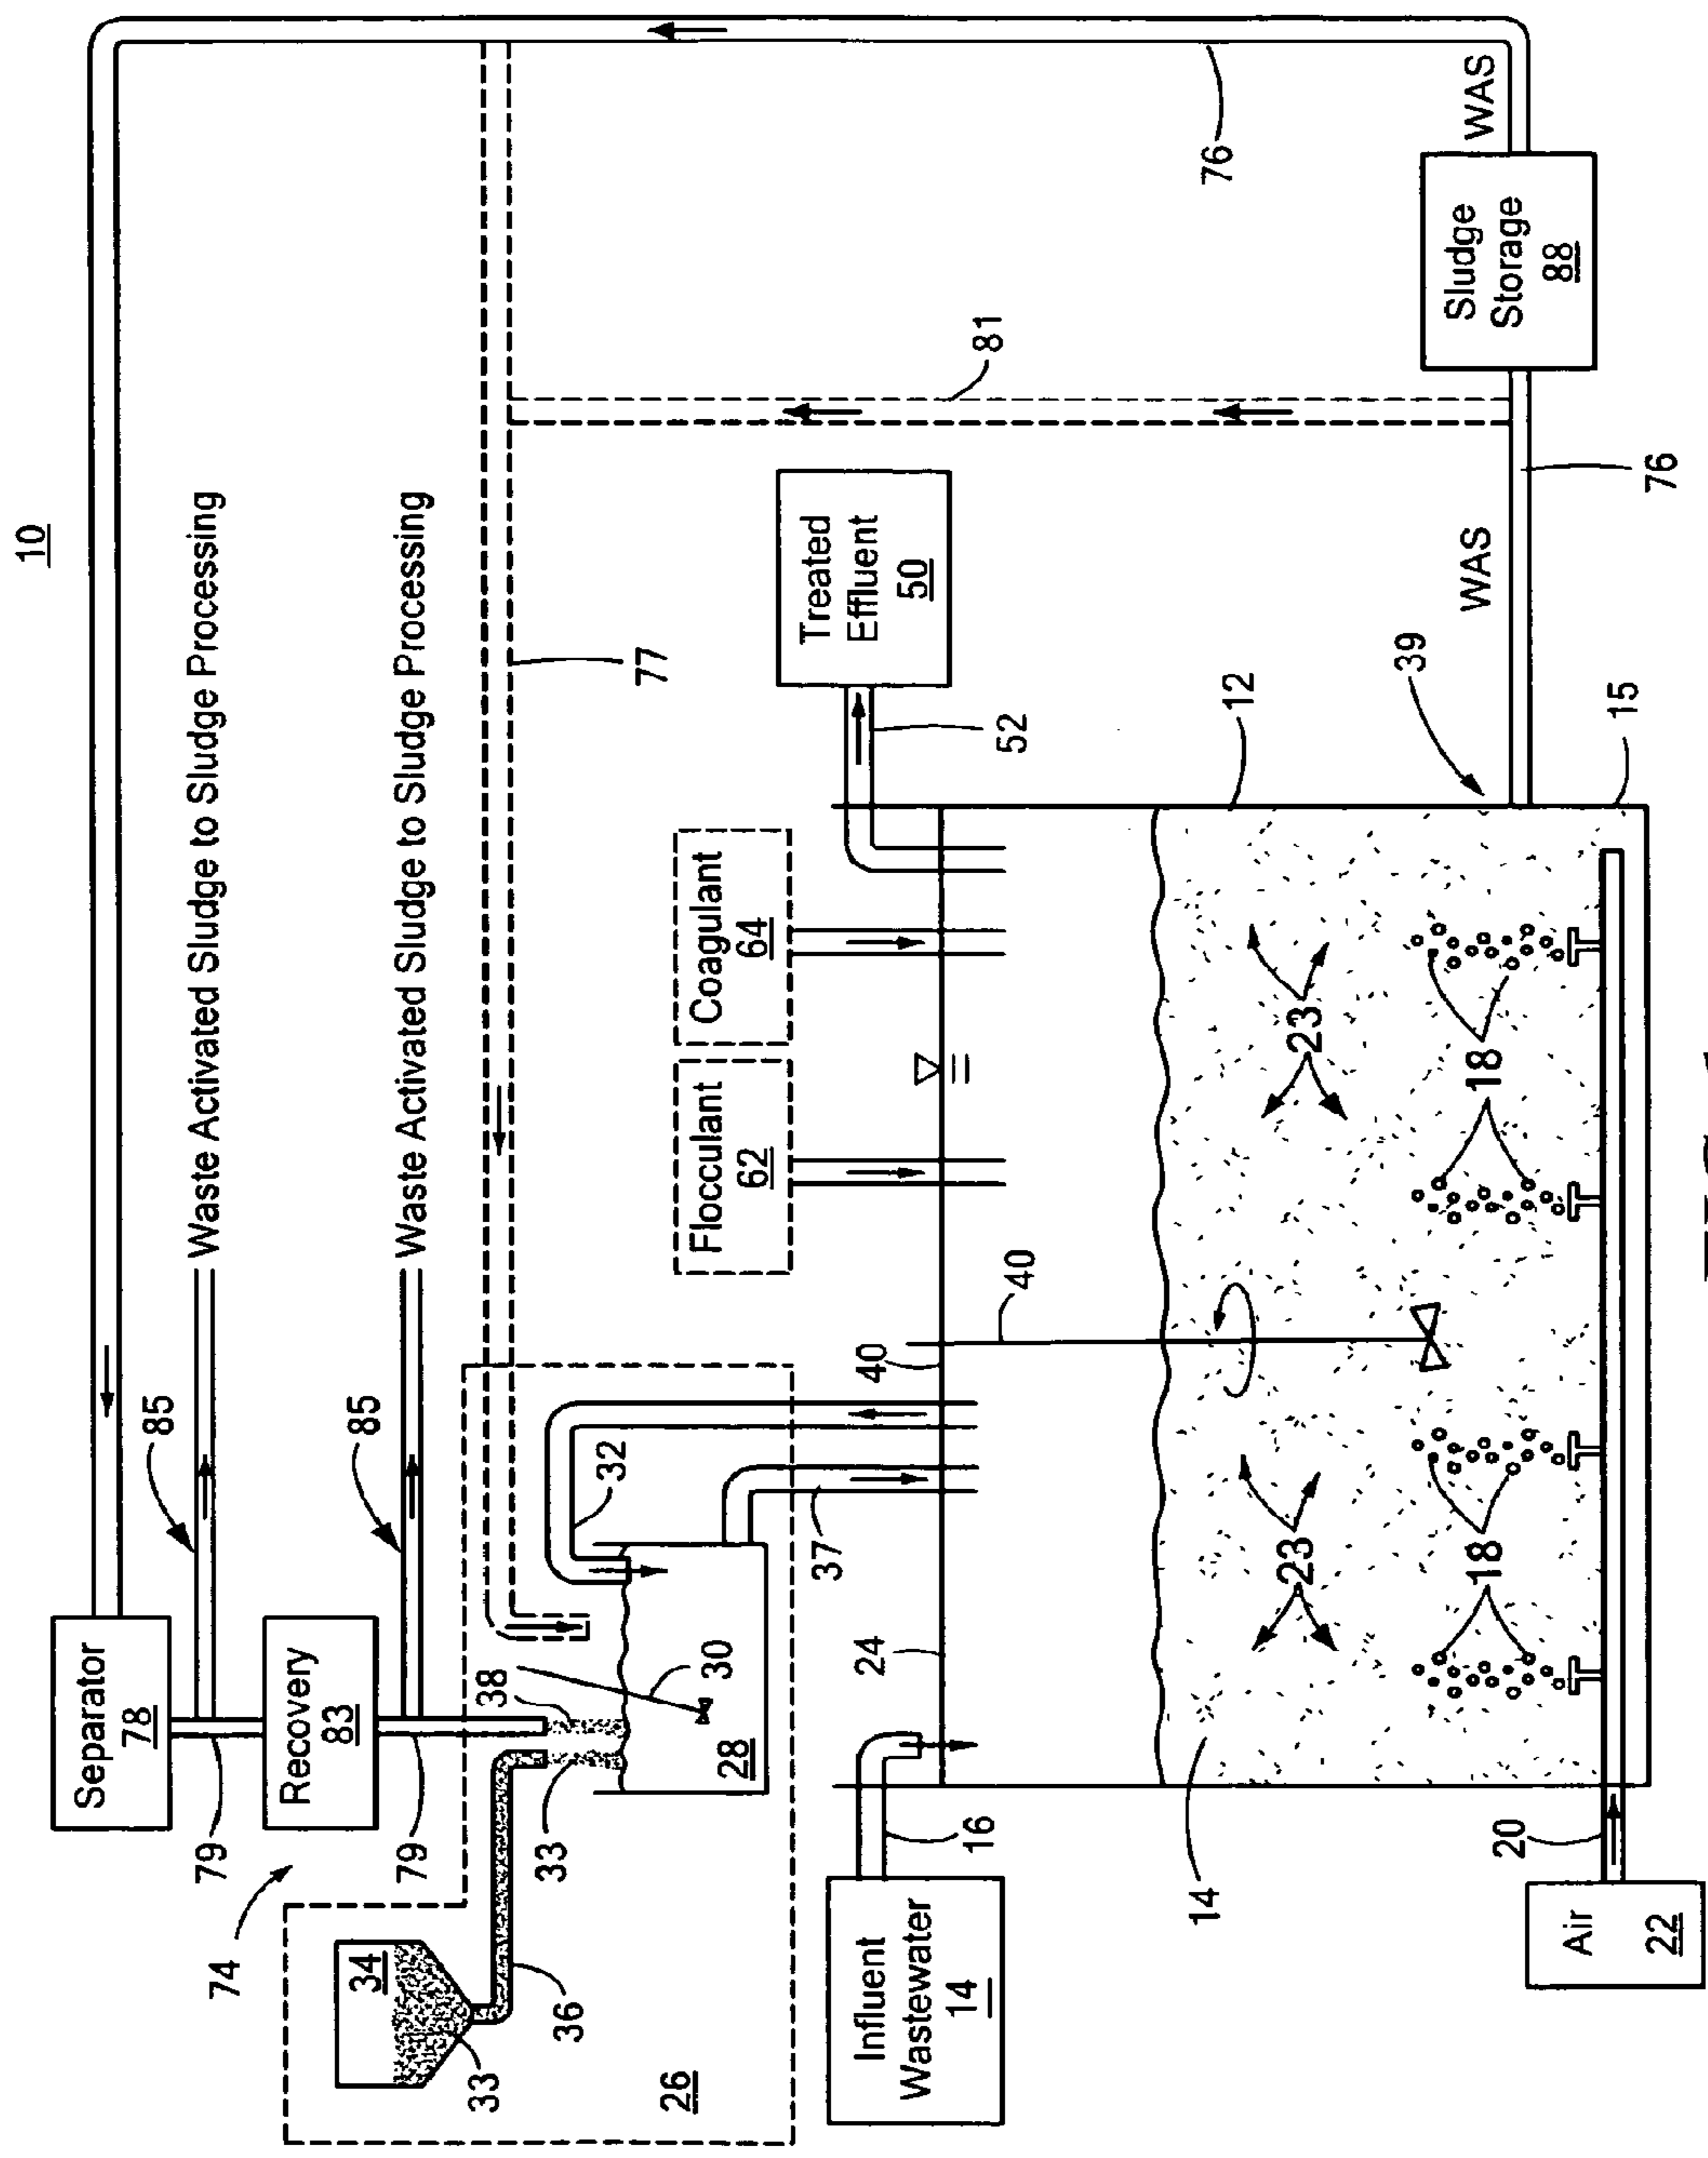 10
Separator
78
85
Waste Activated Sludge to Sludge Processing
79
74
Recovery
83
85
Waste Activated Sludge to Sludge Processing
79
34
33
36
33
38
32
26
28
30
37
77
Flocculant
62
Coagulant
64
Treated
Effluent
50
52
81
Influent
Wastewater
14
16
24
40
40
12
76
14
23
23
39
18
18
WAS
76
WAS
Sludge
Storage
88
20
15
Air
22